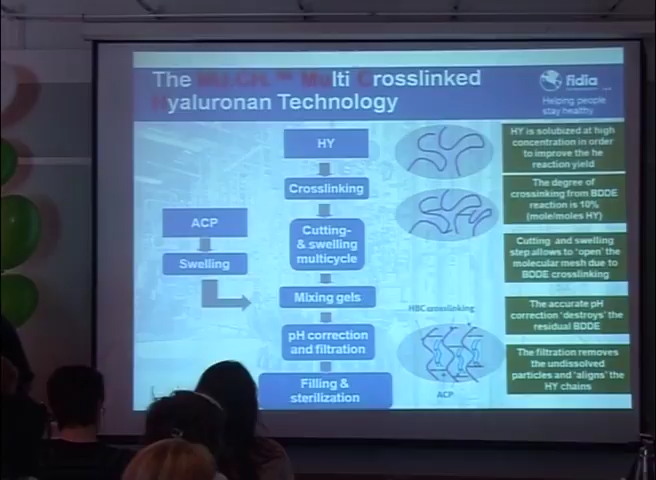 The MU.CH.™ Multi Crosslinked
Hyaluronan Technology
fidia
Helping people
stay healthy
HY
Crosslinking
Cutting-
& swelling
multicycle
Mixing gels
pH correction
and filtration
Filling &
sterilization
ACP
Swelling
HBC crosslinking
ACP
HY is solubized at high
concentration in order
to improve the he
reaction yield
The degree of
crossinking from BDDE
reaction is 10%
(mole/moles HY)
Cutting and swelling
step allows to 'open' the
molecular mesh due to
BDDE crosslinking
The accurate pH
correction 'destroys' the
residual BDDE
The filtration removes
the undissolved
particles and 'aligns' the
HY chains